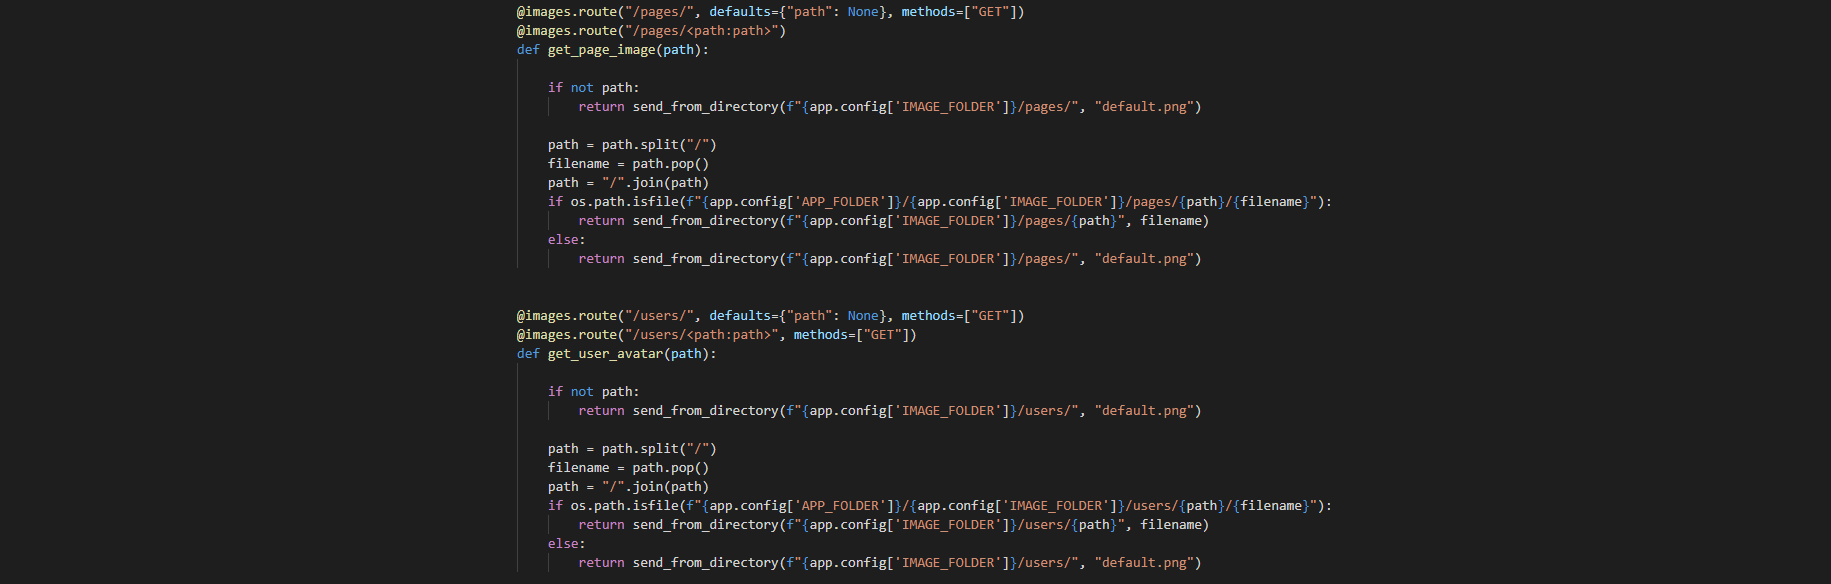 @images.route("/pages/", defaults={"path": None}, methods=["GET"])
@images.route("/pages/<path:path>")
def get_page_image(path):
if not path:
return send_from_directory(f"{app.config['IMAGE_FOLDER']}/pages/", "default.png")
path = path.split("/")
filename = path.pop()
path = "/".join(path)
if os.path.isfile(f"{app.config['APP_FOLDER']}/{app.config['IMAGE_FOLDER']}/pages/{path}/{filename}"):
return send_from_directory(f"{app.config['IMAGE_FOLDER']}/pages/{path}", filename)
else:
return send_from_directory(f"{app.config['IMAGE_FOLDER']}/pages/", "default.png")
@images.route("/users/", defaults={"path": None}, methods=["GET"])
@images.route("/users/<path:path>", methods=["GET"])
def get_user_avatar(path):
if not path:
return send_from_directory(f"{app.config['IMAGE_FOLDER']}/users/", "default.png")
path = path.split("/")
filename = path.pop()
path = "/".join(path)
if os.path.isfile(f"{app.config['APP_FOLDER']}/{app.config['IMAGE_FOLDER']}/users/{path}/{filename}"):
return send_from_directory(f"{app.config['IMAGE_FOLDER']}/users/{path}", filename)
else:
return send_from_directory(f"{app.config['IMAGE_FOLDER']}/users/", "default.png")